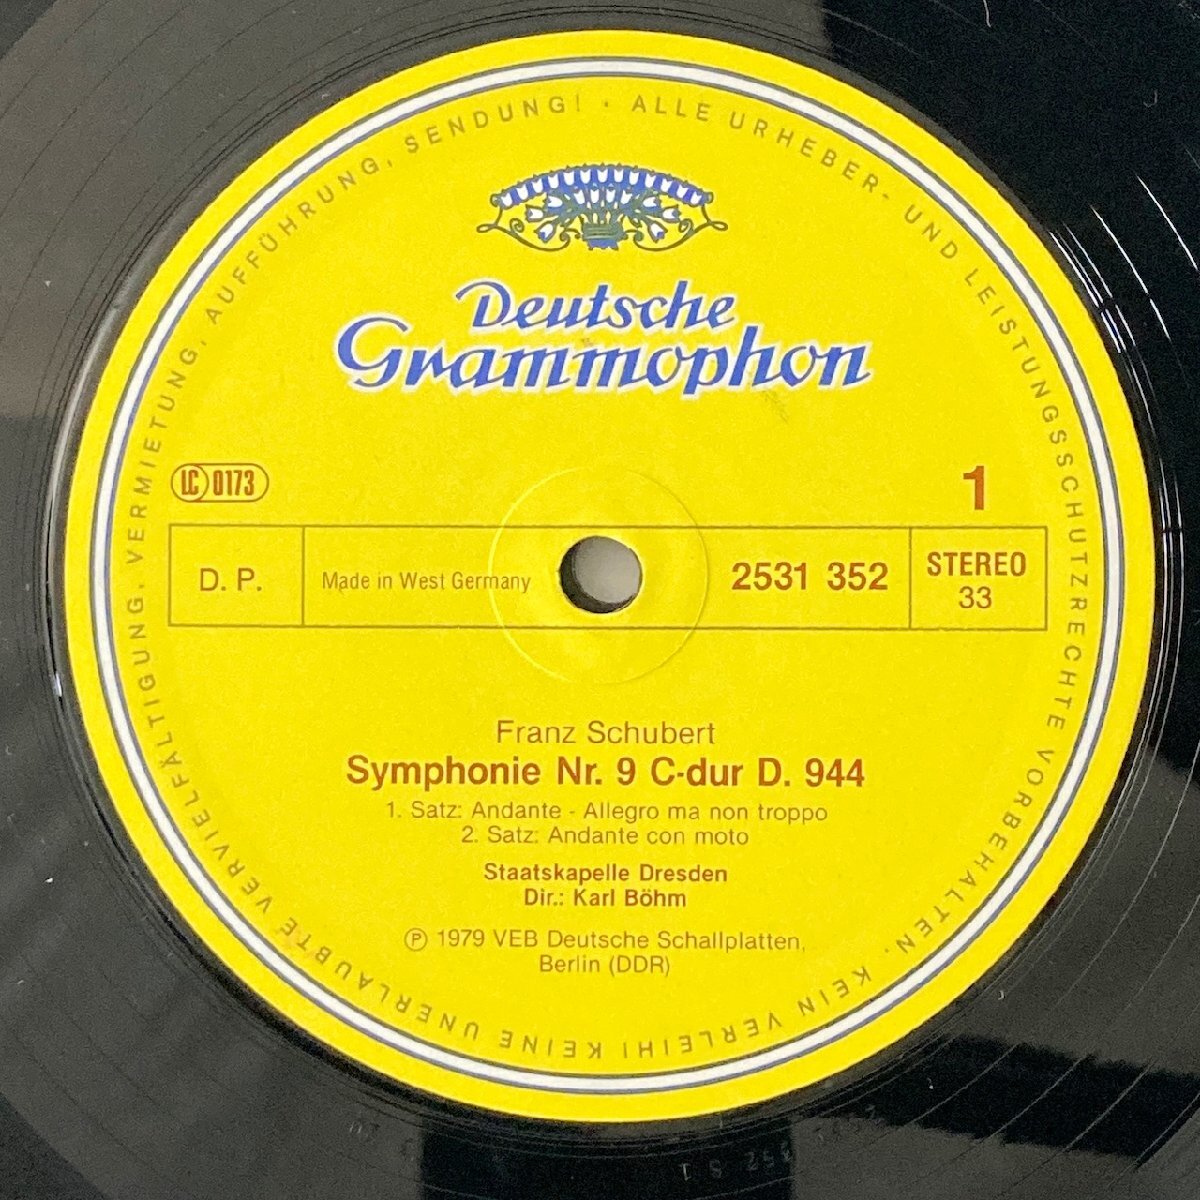 ALLE URHEBER- UND LEISTUNGSSCHUTZRECHTE VORBEHALTEN. KEIN VERLEIH! KEINE UNERLAUBTE VERVIELFÄLTIGUNG, VERMIETUNG, AUFFÜHRUNG, SENDUNG! ·
Deutsche
Grammophon
LC 0173
1
D. P.
Made in West Germany
2531 352
STEREO
33
Franz Schubert
Symphonie Nr. 9 C-dur D. 944
1. Satz: Andante - Allegro ma non troppo
2. Satz: Andante con moto
Staatskapelle Dresden
Dir.: Karl Böhm
℗ 1979 VEB Deutsche Schallplatten,
Berlin (DDR)